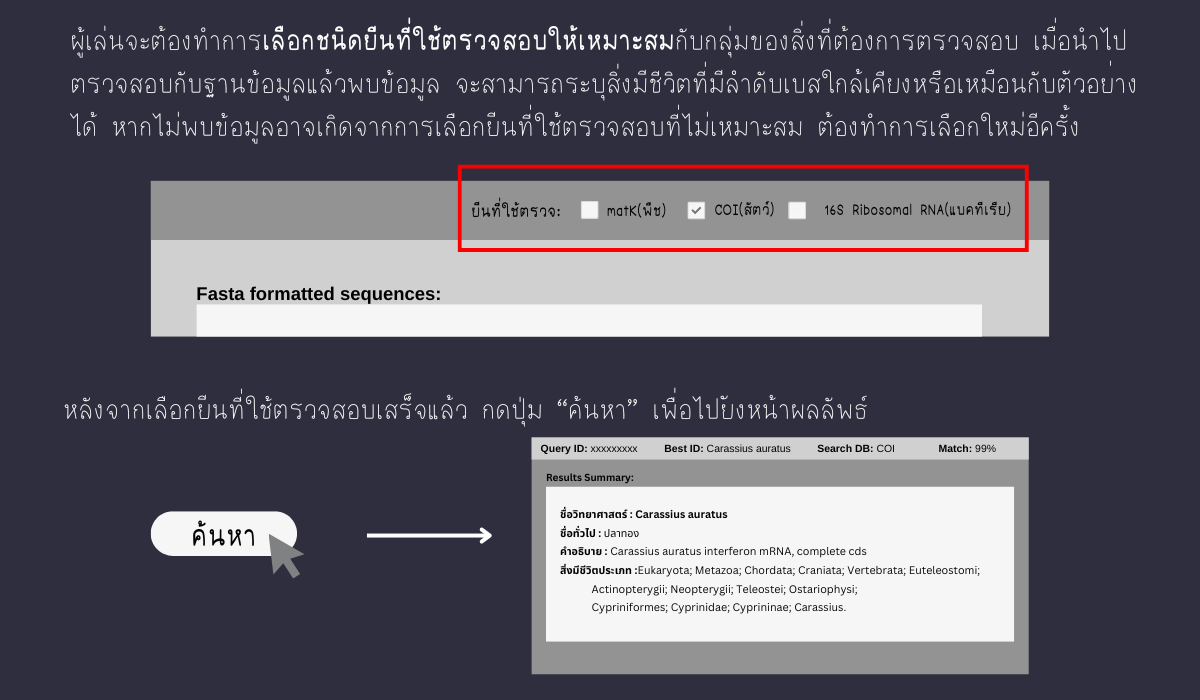 ผู้เล่นจะต้องทำการเลือกชนิดยีนที่ใช้ตรวจสอบให้เหมาะสมกับกลุ่มของสิ่งที่ต้องการตรวจสอบ เมื่อนำไป
ตรวจสอบกับฐานข้อมูลแล้วพบข้อมูล จะสามารถระบุสิ่งมีชีวิตที่มีลำดับเบสใกล้เคียงหรือเหมือนกับตัวอย่าง
ได้ หากไม่พบข้อมูลอาจเกิดจากการเลือกยีนที่ใช้ตรวจสอบที่ไม่เหมาะสม ต้องทำการเลือกใหม่อีครั้ง
ยีนที่ใช้ตรวจ: matK(พืช) COI(สัตว์) 16S Ribosomal RNA(แบคทีเรีย)
Fasta formatted sequences:
หลังจากเลือกยีนที่ใช้ตรวจสอบเสร็จแล้ว กดปุ่ม “ค้นหา” เพื่อไปยังหน้าผลลัพธ์
ค้นหา
Query ID: xxxxxxxxx Best ID: Carassius auratus Search DB: COI Match: 99%
Results Summary:
ชื่อวิทยาศาสตร์ : Carassius auratus
ชื่อทั่วไป : ปลาทอง
คำอธิบาย : Carassius auratus interferon mRNA, complete cds
สิ่งมีชีวิตประเภท :Eukaryota; Metazoa; Chordata; Craniata; Vertebrata; Euteleostomi;
Actinopterygii; Neopterygii; Teleostei; Ostariophysi;
Cypriniformes; Cyprinidae; Cyprininae; Carassius.